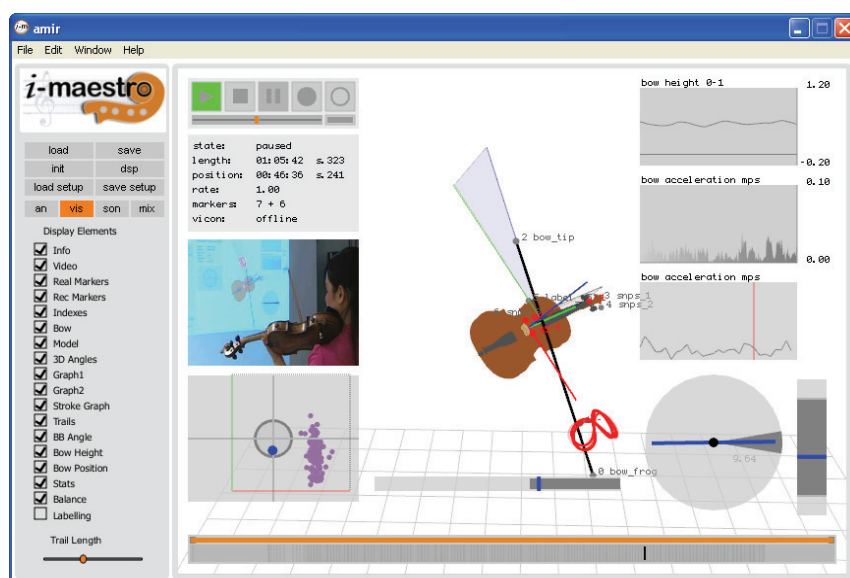 amir
File Edit Window Help
i-maestro
load save
init dsp
load setup save setup
an vis son mix
Display Elements
Info
Video
Real Markers
Rec Markers
Indexes
Bow
Model
3D Angles
Graph1
Graph2
Stroke Graph
Trails
BB Angle
Bow Height
Bow Position
Stats
Balance
Labelling
Trail Length
state: paused
length: 01:05:42 s.323
position: 00:46:36 s.241
rate: 1.00
markers: 7 + 6
vicon: offline
2 bow_tip
label
3 snps_1
4 snps_2
0 bow_frog
bow height 0-1 1.20
-0.20
bow acceleration mps 0.10
0.00
bow acceleration mps
9.64